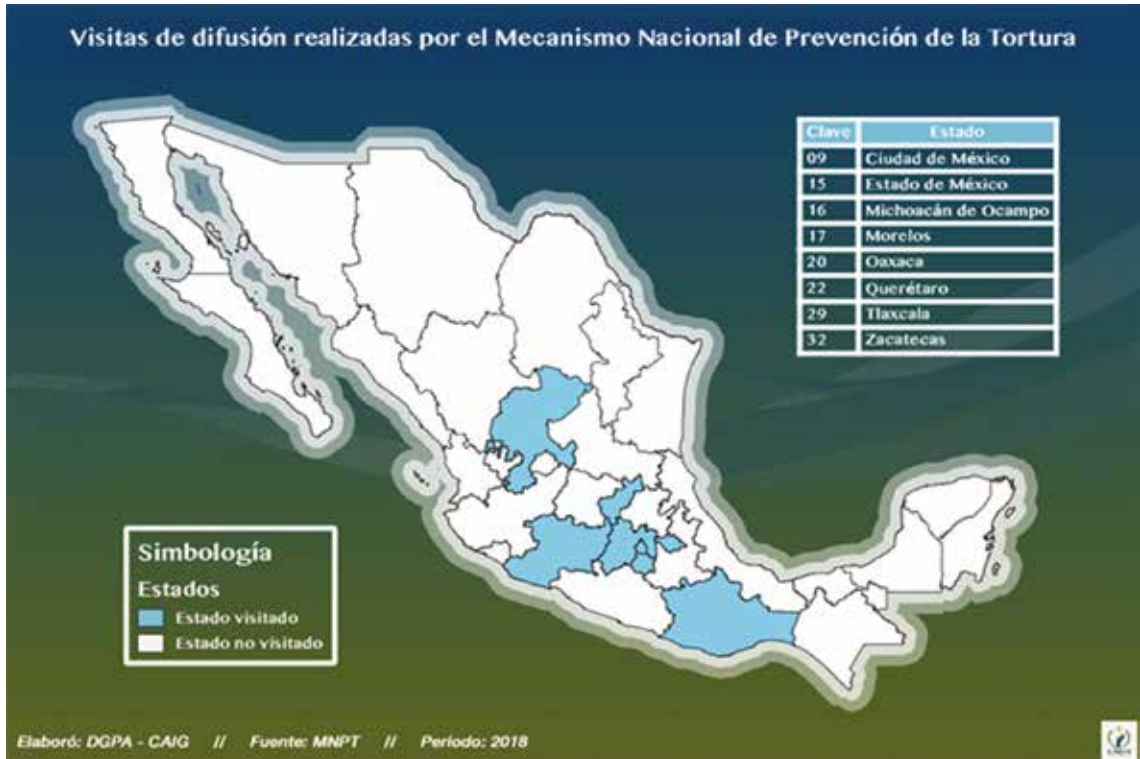 Visitas de difusión realizadas por el Mecanismo Nacional de Prevención de la Tortura
Clave Estado
09 Ciudad de México
15 Estado de México
16 Michoacán de Ocampo
17 Morelos
20 Oaxaca
22 Querétaro
29 Tlaxcala
32 Zacatecas
Simbología
Estados
Estado visitado
Estado no visitado
Elaboró: DGPA - CAIG // Fuente: MNPT // Periodo: 2018